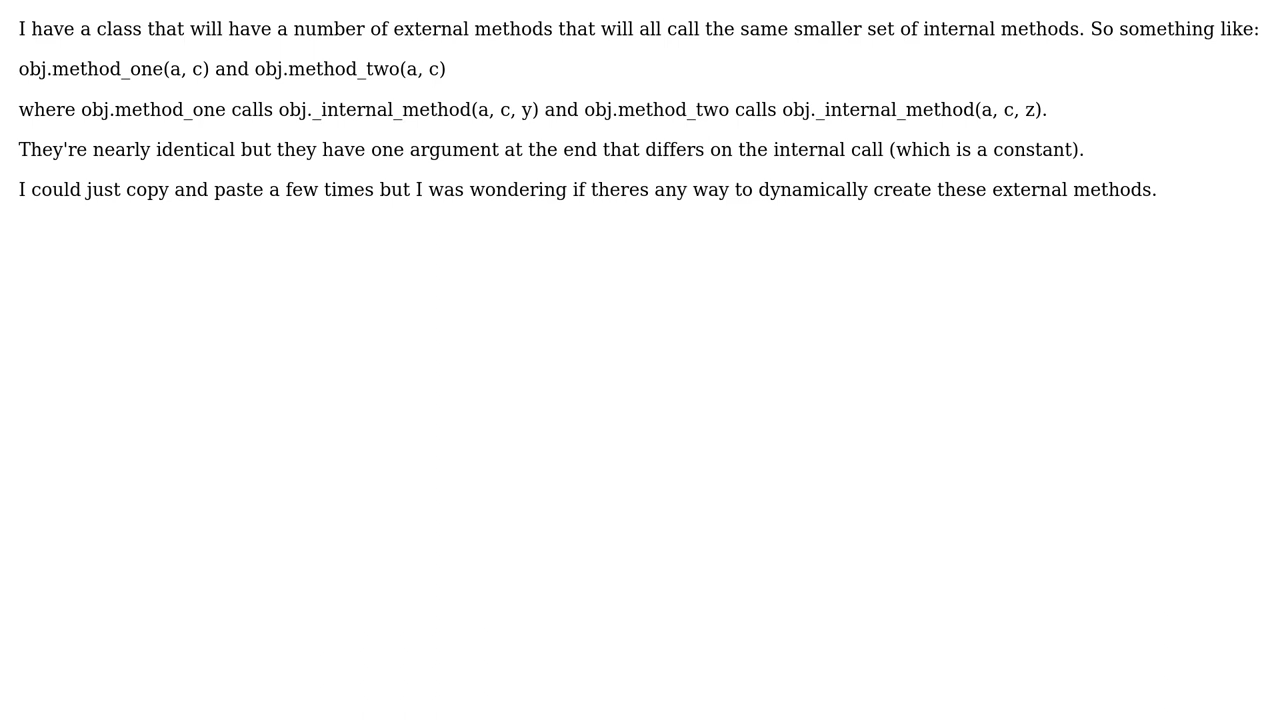 I have a class that will have a number of external methods that will all call the same smaller set of internal methods. So something like:
obj.method_one(a, c) and obj.method_two(a, c)
where obj.method_one calls obj._internal_method(a, c, y) and obj.method_two calls obj._internal_method(a, c, z).
They're nearly identical but they have one argument at the end that differs on the internal call (which is a constant).
I could just copy and paste a few times but I was wondering if theres any way to dynamically create these external methods.